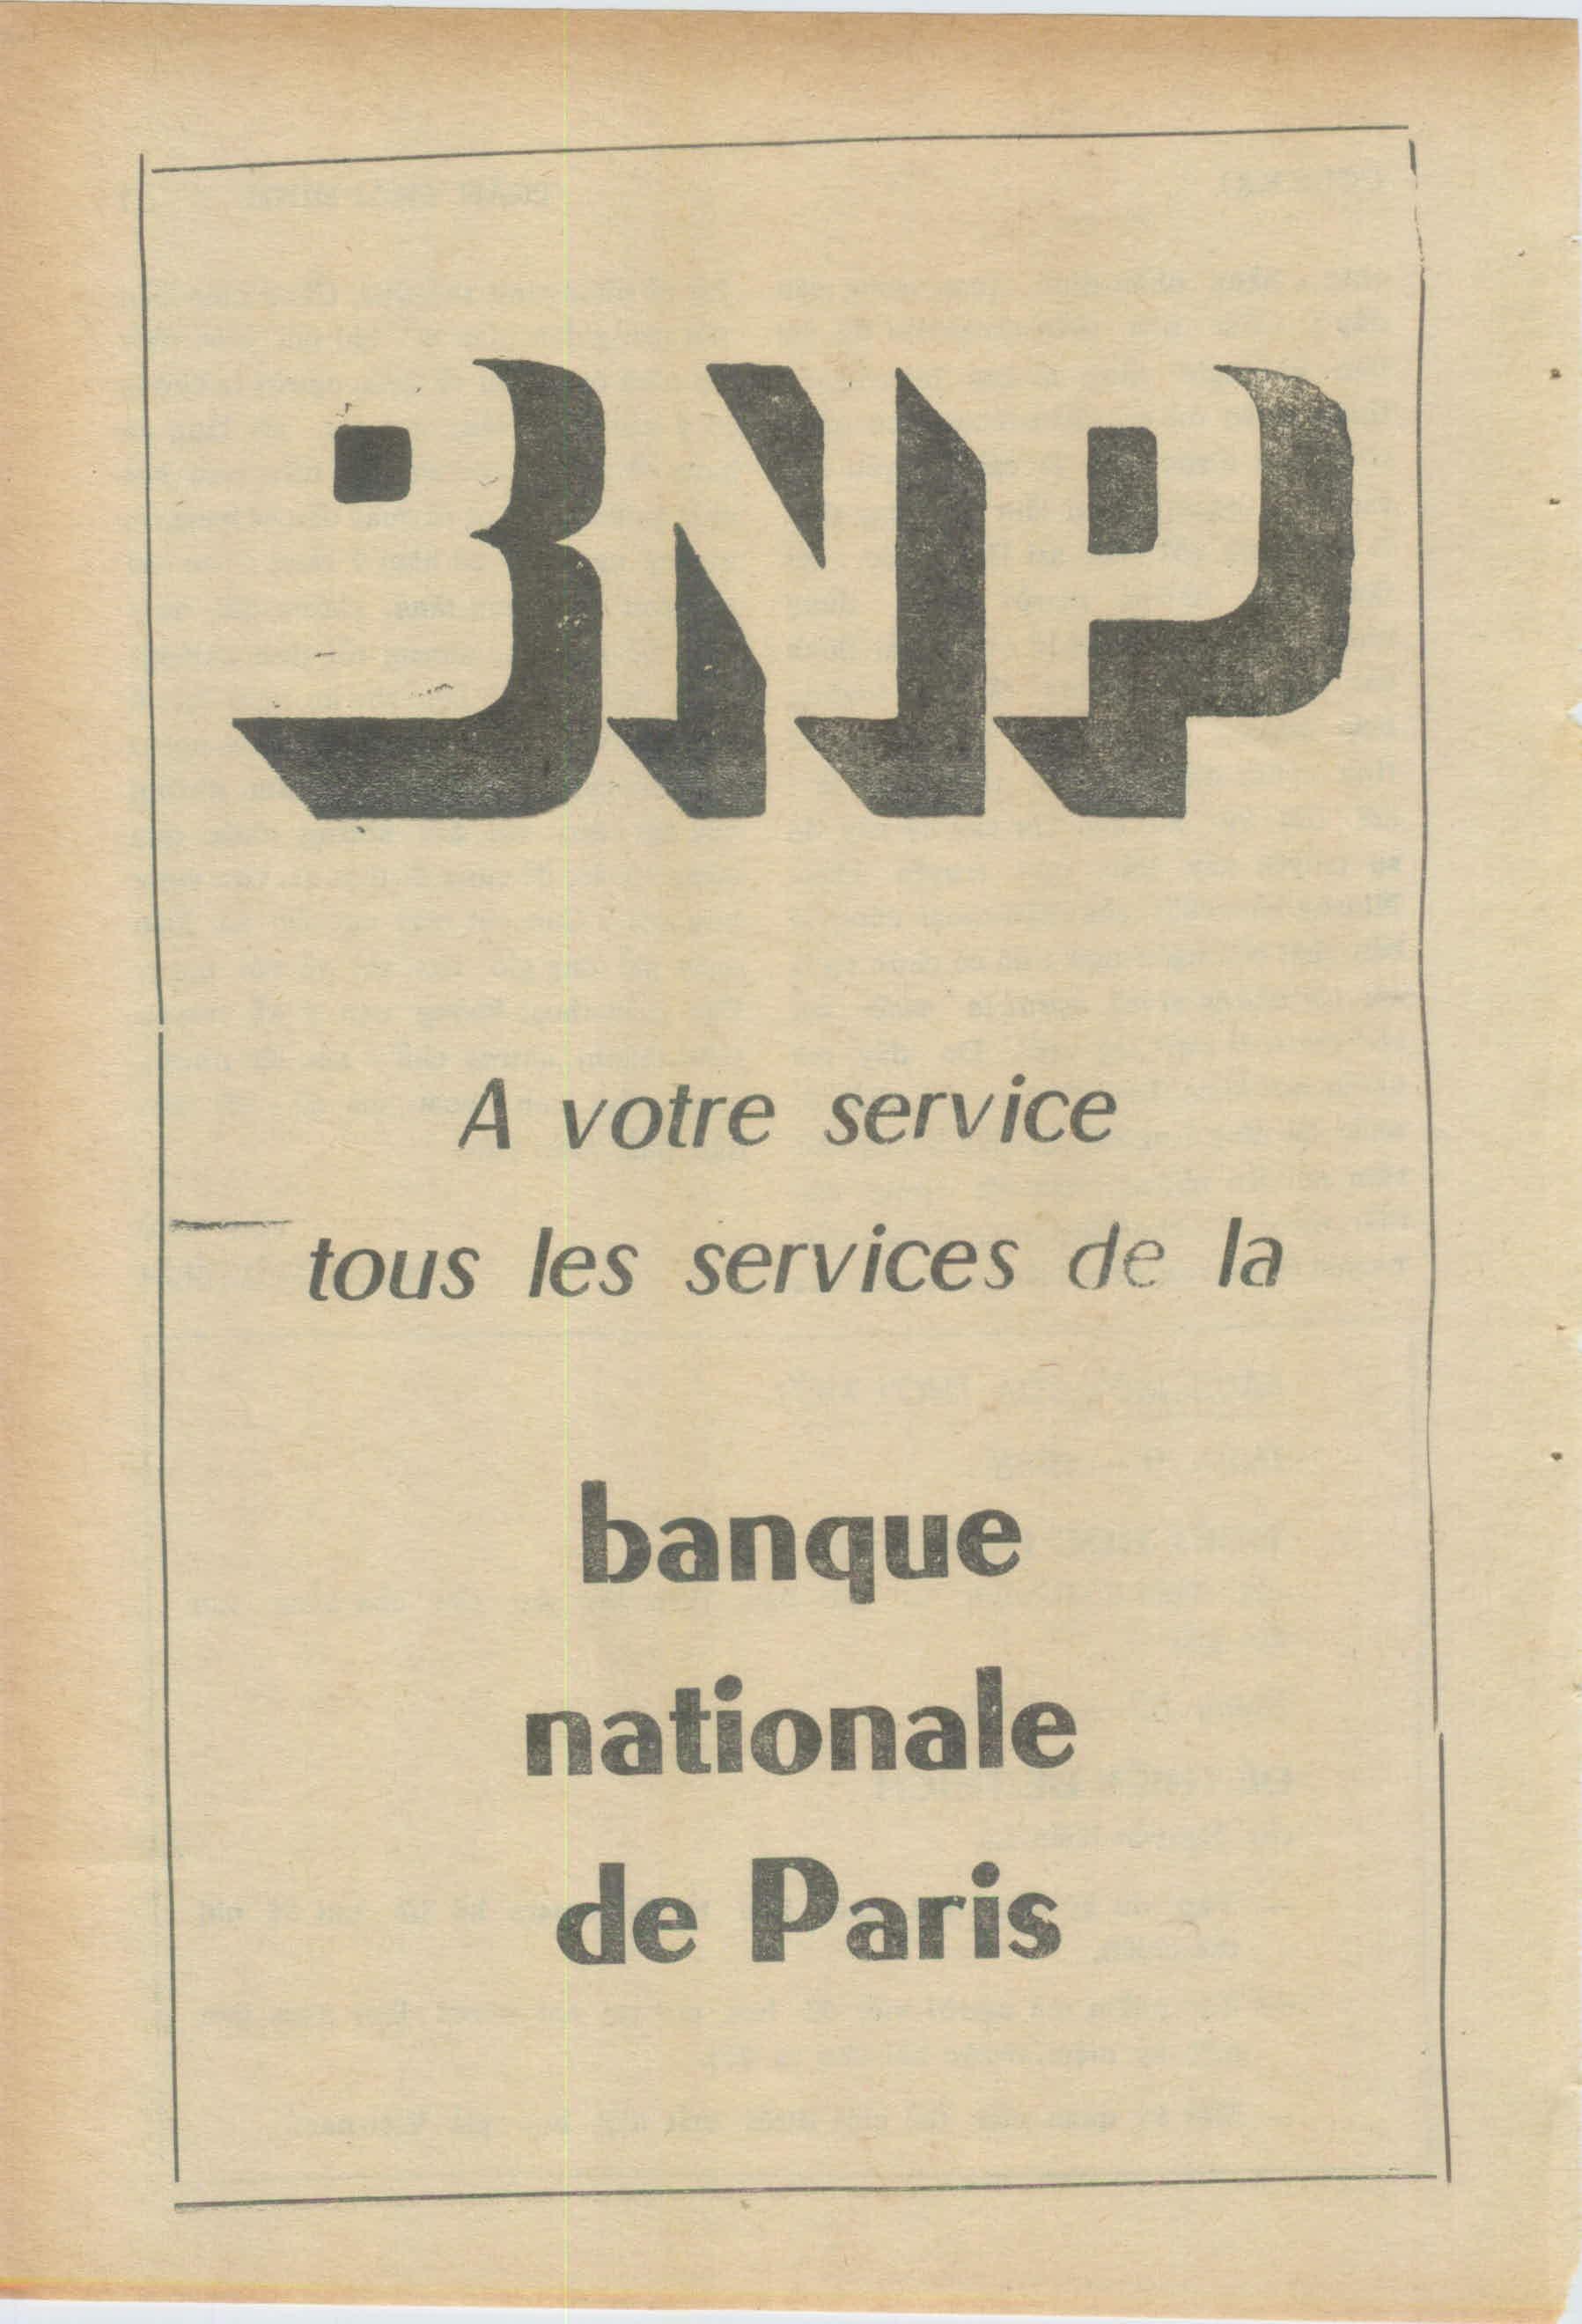 BNP
A votre service
tous les services de la
banque
nationale
de Paris